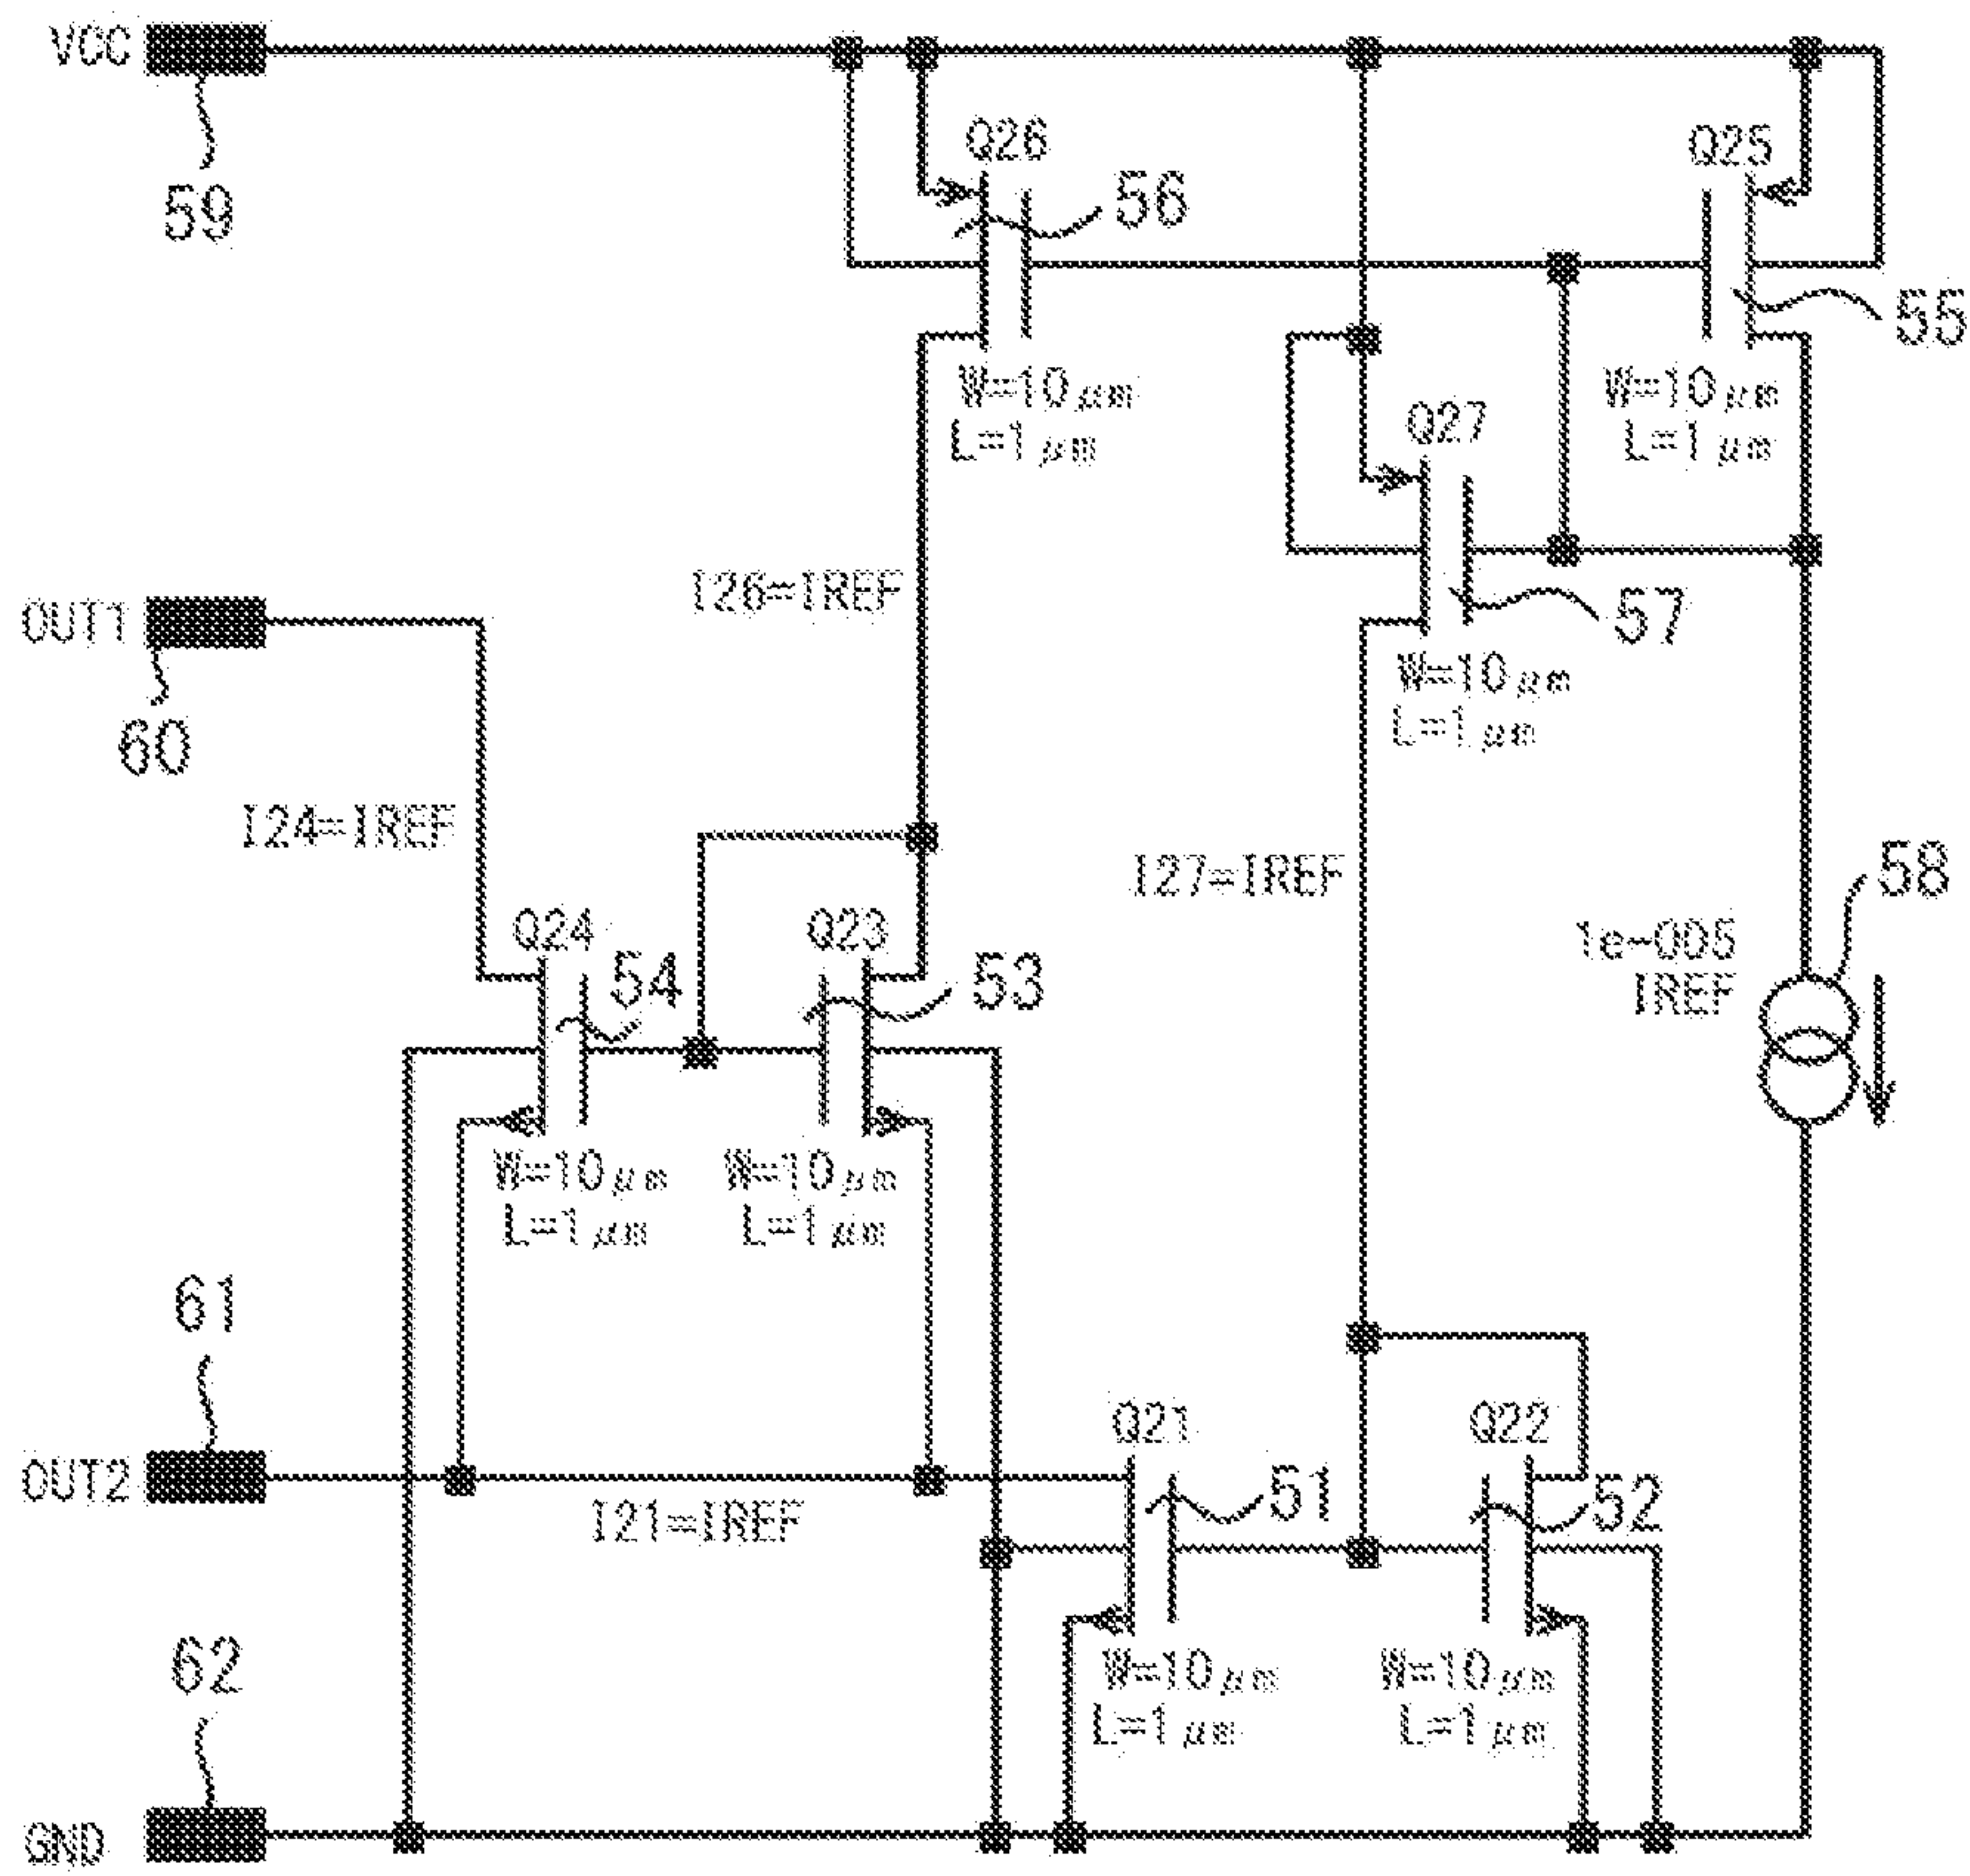 VCC
59
Q26
56
Q25
55
W=10μm
L=1μm
W=10μm
L=1μm
Q27
57
W=10μm
L=1μm
OUT1
60
I26=IREF
I24=IREF
I27=IREF
58
1e-005
IREF
Q24
54
Q23
53
W=10μm
L=1μm
W=10μm
L=1μm
61
OUT2
I21=IREF
Q21
51
Q22
52
W=10μm
L=1μm
W=10μm
L=1μm
62
GND